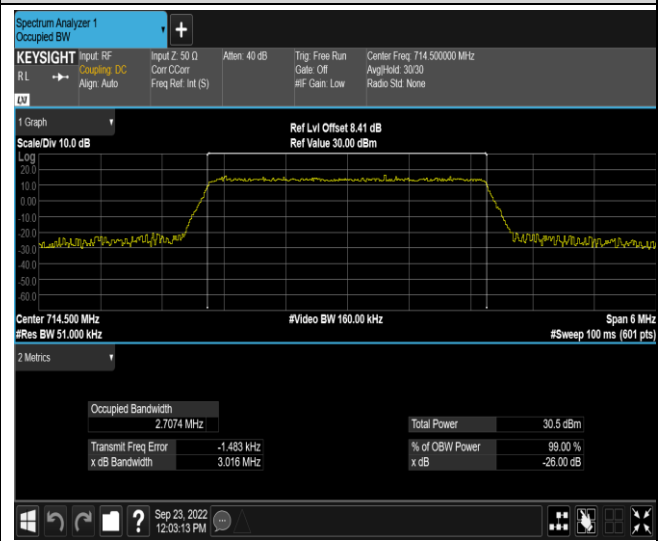 Spectrum Analyzer 1
Occupied BW
+
KEYSIGHT
Input: RF
Input Z: 50 Ω
Atten: 40 dB
Trig: Free Run
Center Freq: 714.500000 MHz
RL
Coupling: DC
Corr CCorr
Gate: Off
Avg|Hold: 30/30
Align: Auto
Freq Ref: Int (S)
#IF Gain: Low
Radio Std: None
LXI
1 Graph
Ref Lvl Offset 8.41 dB
Scale/Div 10.0 dB
Ref Value 30.00 dBm
Log
20.0
10.0
0.00
-10.0
-20.0
-30.0
-40.0
-50.0
-60.0
Center 714.500 MHz
#Video BW 160.00 kHz
Span 6 MHz
#Res BW 51.000 kHz
#Sweep 100 ms (601 pts)
2 Metrics
Occupied Bandwidth
2.7074 MHz
Total Power 30.5 dBm
Transmit Freq Error -1.483 kHz
% of OBW Power 99.00 %
x dB Bandwidth 3.016 MHz
x dB -26.00 dB
?
Sep 23, 2022
12:03:13 PM